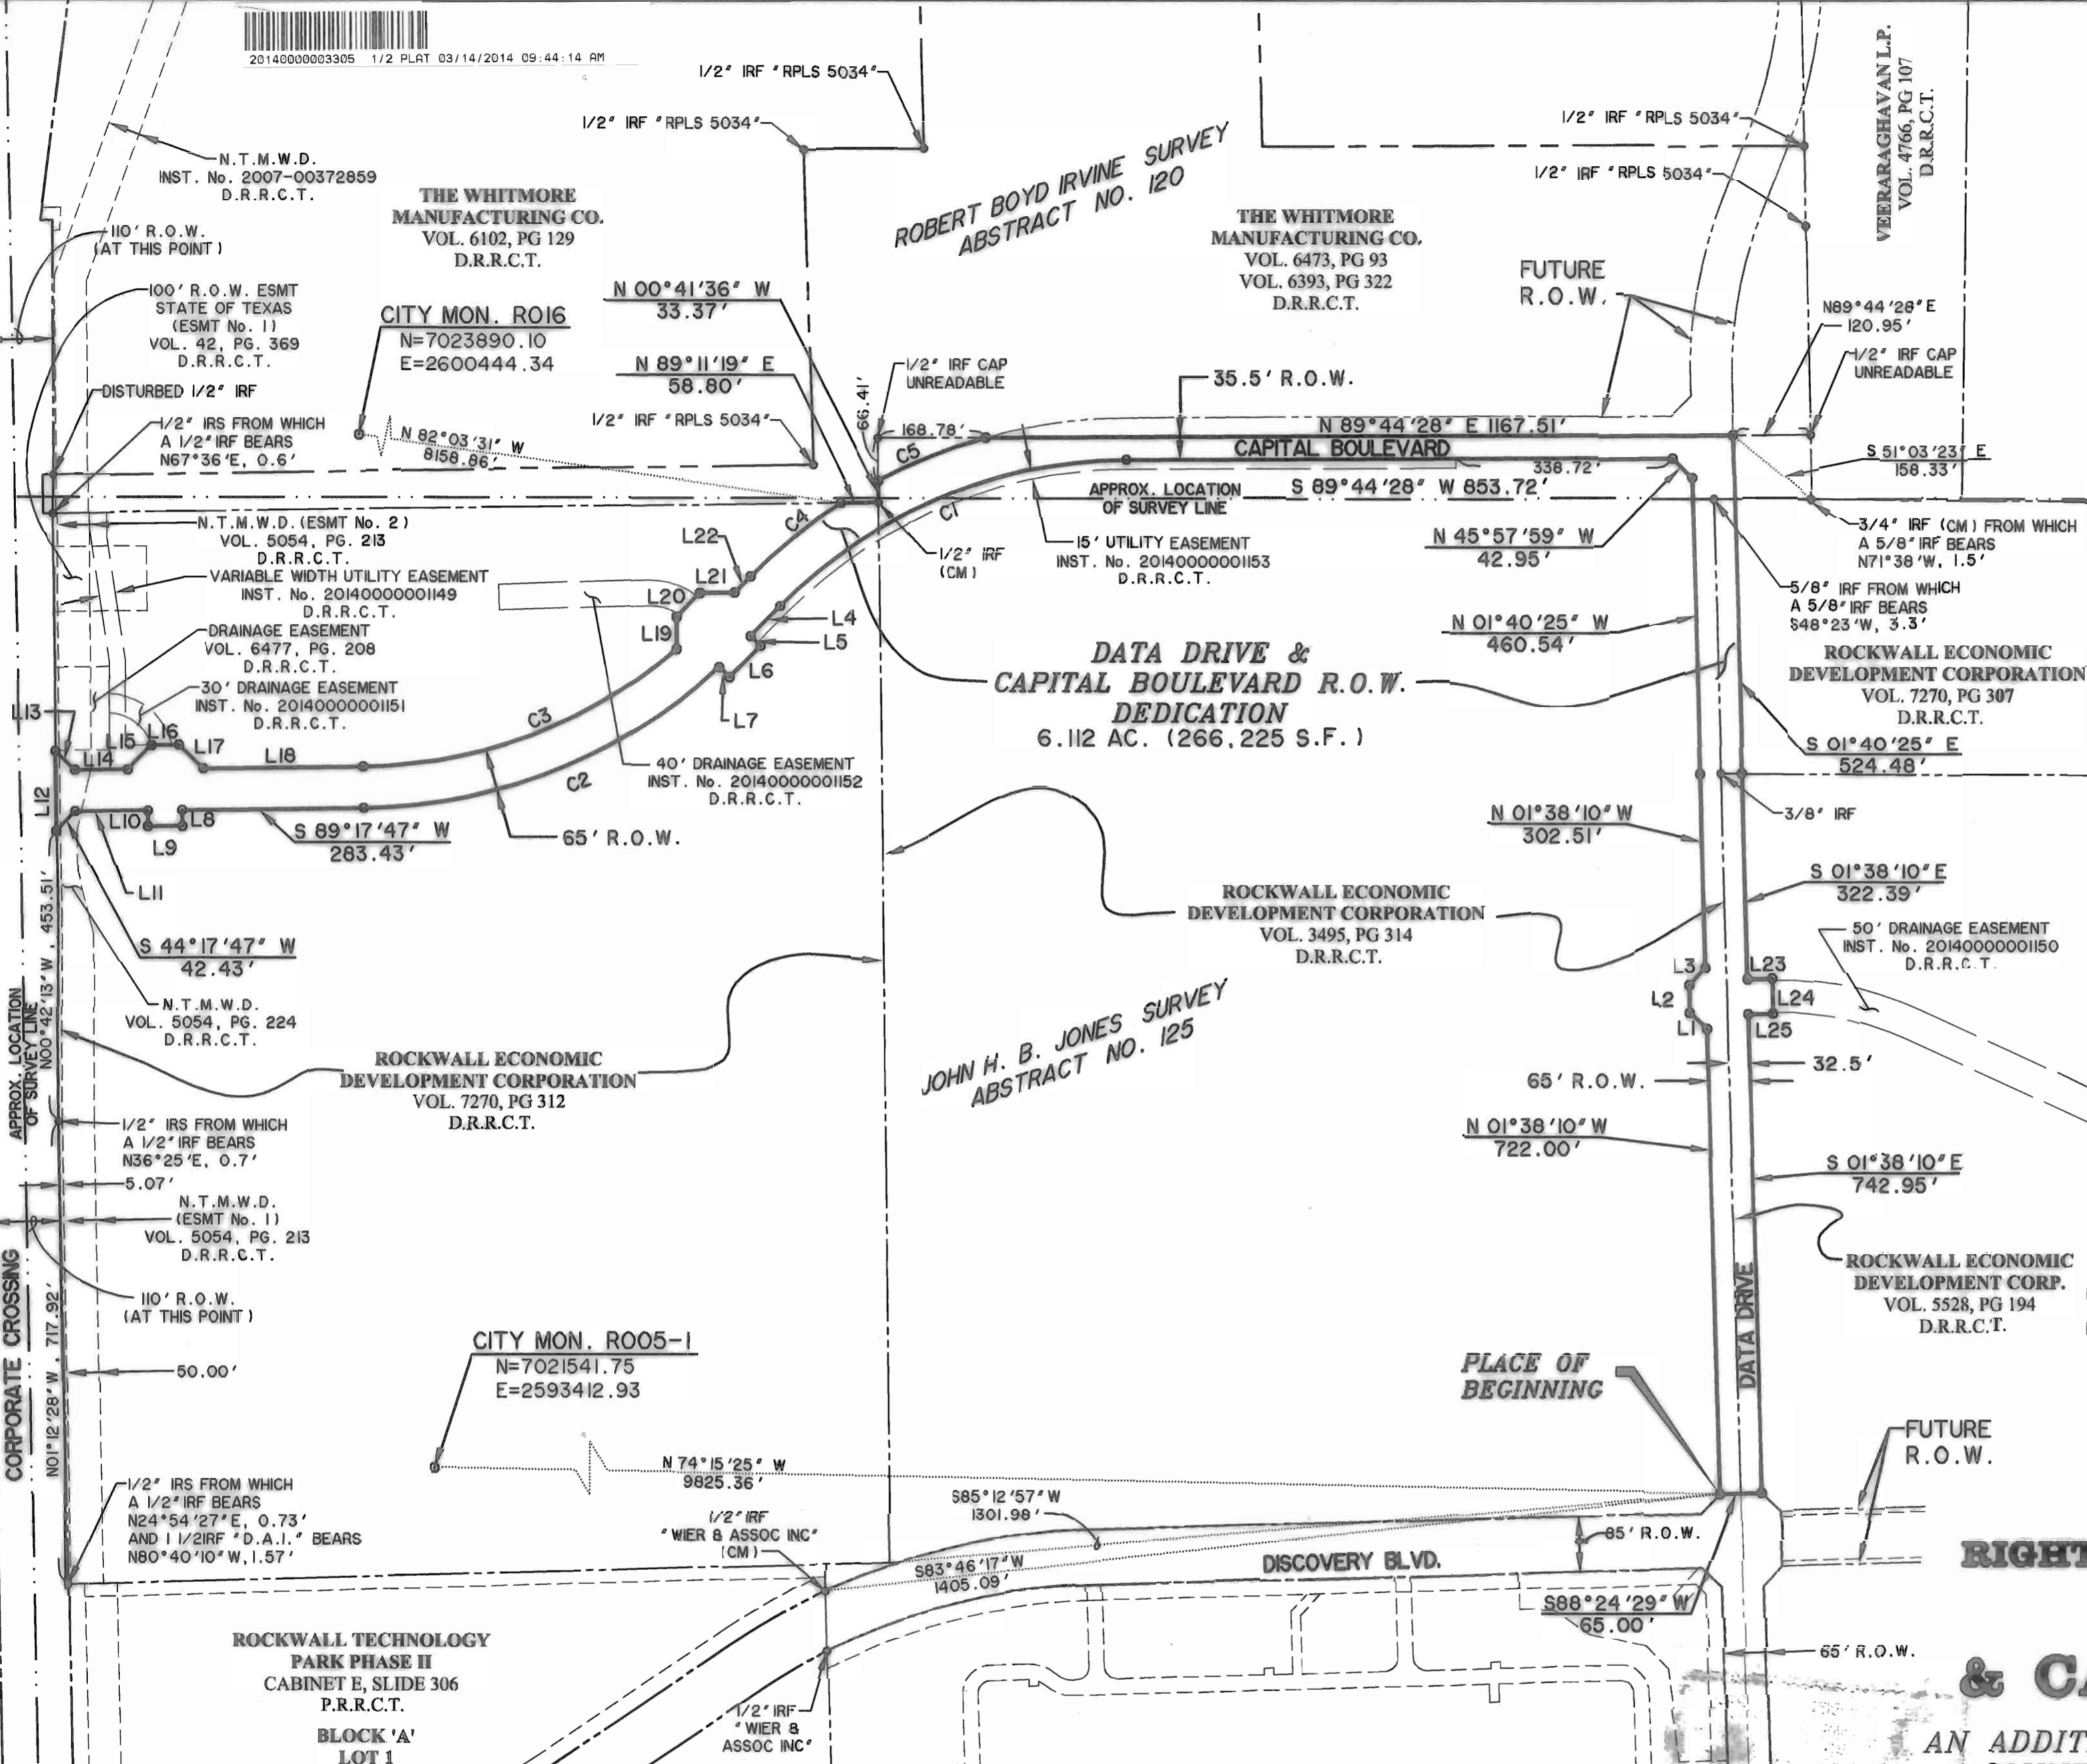 20140000003305 1/2 PLAT 03/14/2014 09:44:14 AM
1/2" IRF "RPLS 5034"
1/2" IRF "RPLS 5034"
N.T.M.W.D.
INST. No. 2007-00372859
D.R.R.C.T.
THE WHITMORE
MANUFACTURING CO.
VOL. 6102, PG 129
D.R.R.C.T.
110' R.O.W.
(AT THIS POINT)
100' R.O.W. ESMT
STATE OF TEXAS
(ESMT No. 1)
VOL. 42, PG. 369
D.R.R.C.T.
CITY MON. R016
N=7023890.10
E=2600444.34
N 00°41'36" W
33.37'
N 89°11'19" E
58.80'
1/2" IRF "RPLS 5034"
DISTURBED 1/2" IRF
1/2" IRS FROM WHICH
A 1/2" IRF BEARS
N67°36'E, 0.6'
N 82°03'31" W
8158.86'
ROBERT BOYD IRVINE SURVEY
ABSTRACT NO. 120
THE WHITMORE
MANUFACTURING CO.
VOL. 6473, PG 93
VOL. 6393, PG 322
D.R.R.C.T.
1/2" IRF "RPLS 5034"
1/2" IRF "RPLS 5034"
VEERARAGHAVAN L.P.
VOL. 4766, PG 107
D.R.R.C.T.
FUTURE
R.O.W.
N89°44'28" E
120.95'
1/2" IRF CAP
UNREADABLE
1/2" IRF CAP
UNREADABLE
66.41'
168.78'
35.5' R.O.W.
N 89°44'28" E 1167.51'
CAPITAL BOULEVARD
338.72'
S 51°03'23" E
158.33'
C5
C1
C4
APPROX. LOCATION
OF SURVEY LINE
S 89°44'28" W 853.72'
3/4" IRF (CM) FROM WHICH
A 5/8" IRF BEARS
N71°38'W, 1.5'
N.T.M.W.D. (ESMT No. 2)
VOL. 5054, PG. 213
D.R.R.C.T.
VARIABLE WIDTH UTILITY EASEMENT
INST. No. 20140000001149
D.R.R.C.T.
DRAINAGE EASEMENT
VOL. 6477, PG. 208
D.R.R.C.T.
30' DRAINAGE EASEMENT
INST. No. 20140000001151
D.R.R.C.T.
L22
L21
L20
L19
1/2" IRF
(CM)
15' UTILITY EASEMENT
INST. No. 20140000001153
D.R.R.C.T.
N 45°57'59" W
42.95'
5/8" IRF FROM WHICH
A 5/8" IRF BEARS
S48°23'W, 3.3'
L4
L5
L6
L7
N 01°40'25" W
460.54'
DATA DRIVE &
CAPITAL BOULEVARD R.O.W.
DEDICATION
6.112 AC. (266,225 S.F.)
ROCKWALL ECONOMIC
DEVELOPMENT CORPORATION
VOL. 7270, PG 307
D.R.R.C.T.
S 01°40'25" E
524.48'
L13
L14
L15
L16
L17
L18
C3
C2
40' DRAINAGE EASEMENT
INST. No. 20140000001152
D.R.R.C.T.
L12
L10
L8
L9
L11
S 89°17'47" W
283.43'
65' R.O.W.
N 01°38'10" W
302.51'
3/8" IRF
S 01°38'10" E
322.39'
ROCKWALL ECONOMIC
DEVELOPMENT CORPORATION
VOL. 3495, PG 314
D.R.R.C.T.
50' DRAINAGE EASEMENT
INST. No. 20140000001150
D.R.R.C.T.
N00°42'13" W, 453.51'
S 44°17'47" W
42.43'
L3
L2
L1
L23
L24
L25
N.T.M.W.D.
VOL. 5054, PG. 224
D.R.R.C.T.
APPROX. LOCATION
OF SURVEY LINE
ROCKWALL ECONOMIC
DEVELOPMENT CORPORATION
VOL. 7270, PG 312
D.R.R.C.T.
JOHN H. B. JONES SURVEY
ABSTRACT NO. 125
32.5'
65' R.O.W.
1/2" IRS FROM WHICH
A 1/2" IRF BEARS
N36°25'E, 0.7'
N 01°38'10" W
722.00'
S 01°38'10" E
742.95'
5.07'
N.T.M.W.D.
(ESMT No. 1)
VOL. 5054, PG. 213
D.R.R.C.T.
CORPORATE CROSSING
N01°12'28" W, 717.92'
110' R.O.W.
(AT THIS POINT)
50.00'
ROCKWALL ECONOMIC
DEVELOPMENT CORP.
VOL. 5528, PG 194
D.R.R.C.T.
DATA DRIVE
CITY MON. R005-1
N=7021541.75
E=2593412.93
PLACE OF
BEGINNING
FUTURE
R.O.W.
1/2" IRS FROM WHICH
A 1/2" IRF BEARS
N24°54'27"E, 0.73'
AND 1 1/2IRF "D.A.I." BEARS
N80°40'10" W, 1.57'
N 74°15'25" W
9825.36'
S85°12'57" W
1301.98'
1/2" IRF
"WIER & ASSOC INC"
(CM)
S83°46'17" W
1405.09'
DISCOVERY BLVD.
85' R.O.W.
S88°24'29" W
65.00'
RIGHT
65' R.O.W.
ROCKWALL TECHNOLOGY
PARK PHASE II
CABINET E, SLIDE 306
P.R.R.C.T.
BLOCK 'A'
LOT 1
1/2" IRF
"WIER &
ASSOC INC"
& CA
AN ADDIT